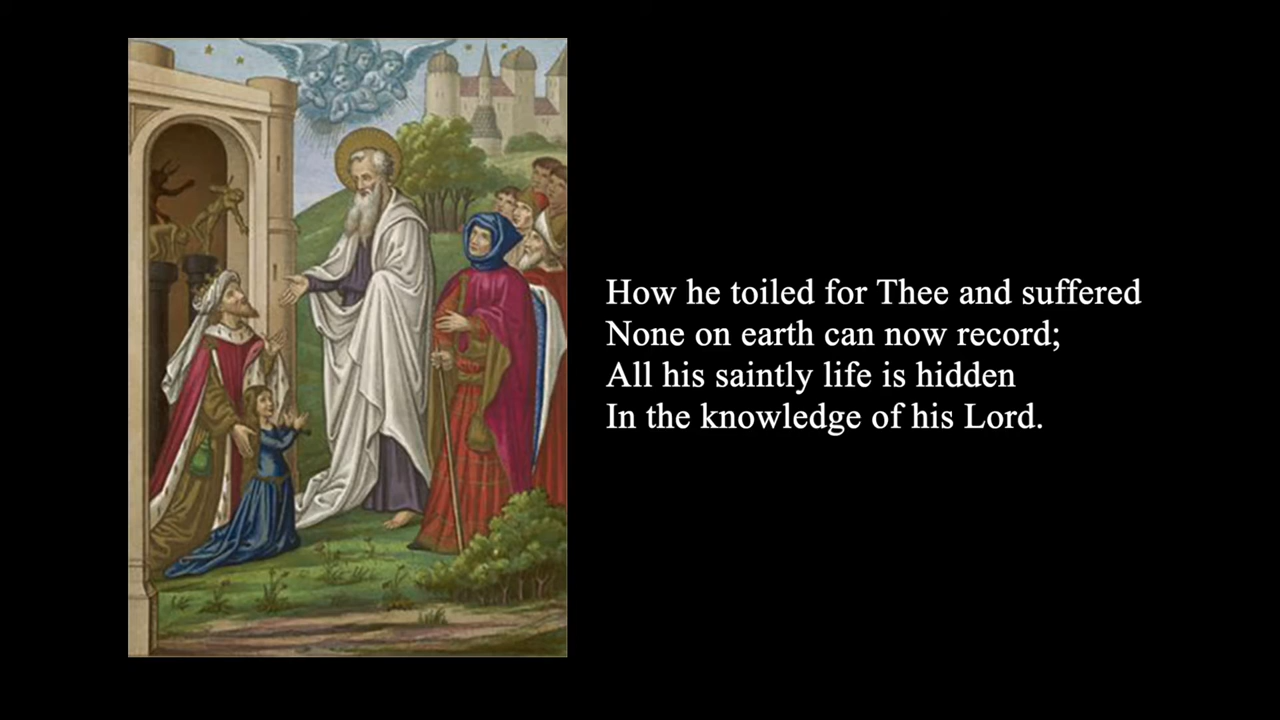 How he toiled for Thee and suffered
None on earth can now record;
All his saintly life is hidden
In the knowledge of his Lord.